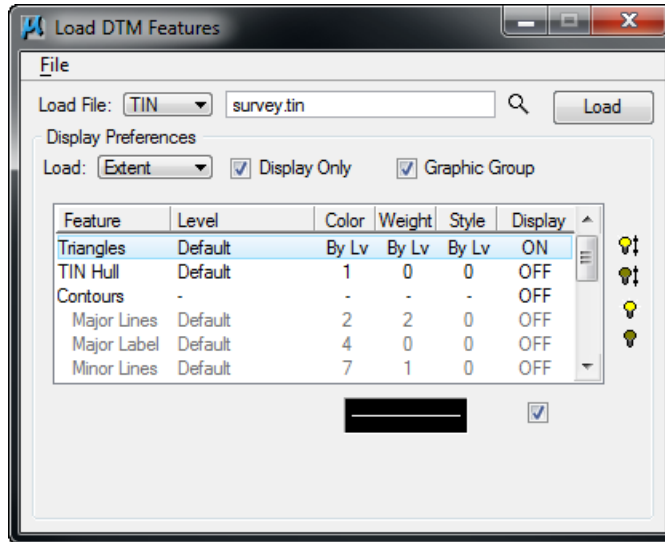 Load DTM Features
File
Load File: TIN survey.tin Load
Display Preferences
Load: Extent Display Only Graphic Group
Feature Level Color Weight Style Display
Triangles Default By Lv By Lv By Lv ON
TIN Hull Default 1 0 0 OFF
Contours - - - - OFF
Major Lines Default 2 2 0 OFF
Major Label Default 4 0 0 OFF
Minor Lines Default 7 1 0 OFF